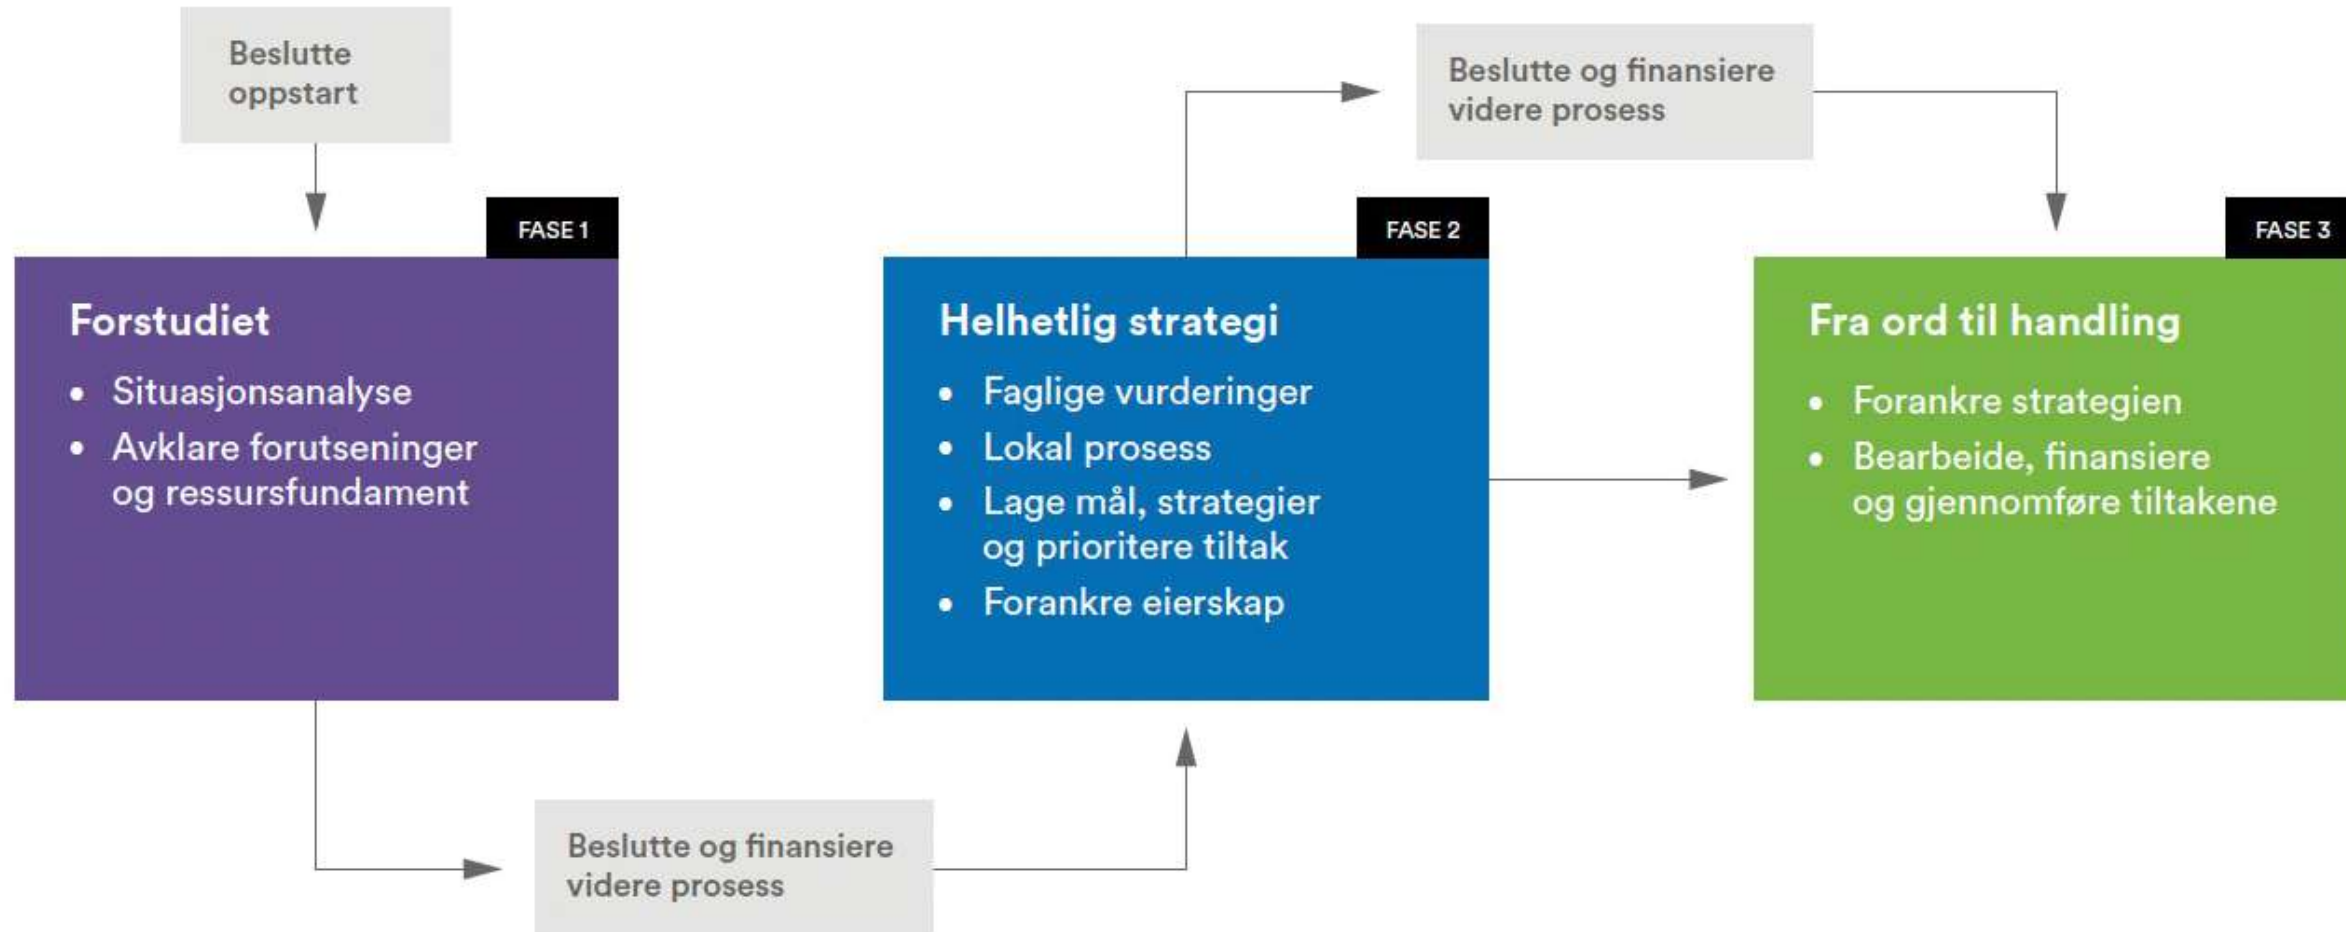 Beslutte
oppstart
FASE 1
Forstudiet
• Situasjonsanalyse
• Avklare forutseninger
og ressursfundament
Beslutte og finansiere
videre prosess
FASE 2
Helhetlig strategi
• Faglige vurderinger
• Lokal prosess
• Lage mål, strategier
og prioritere tiltak
• Forankre eierskap
Beslutte og finansiere
videre prosess
FASE 3
Fra ord til handling
• Forankre strategien
• Bearbeide, finansiere
og gjennomføre tiltakene